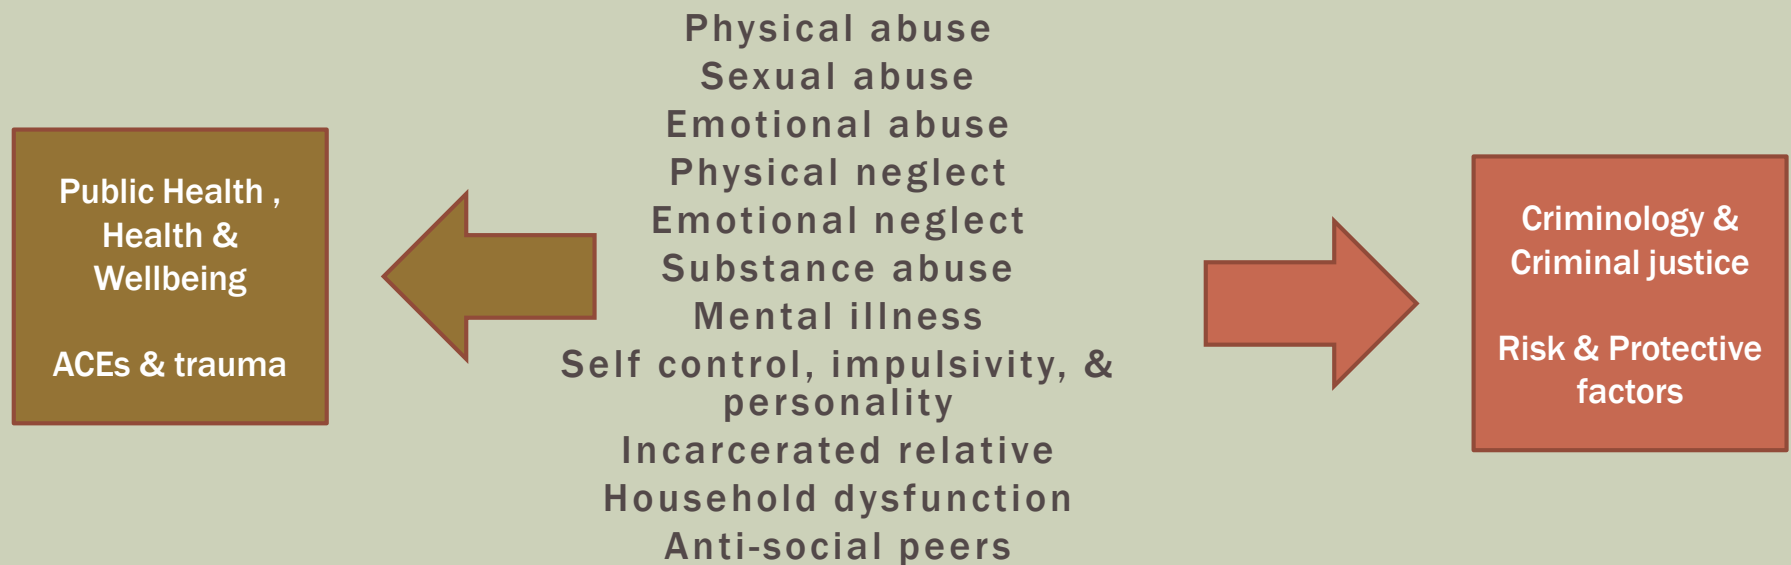 Physical abuse
Sexual abuse
Emotional abuse
Physical neglect
Emotional neglect
Substance abuse
Mental illness
Self control, impulsivity, &
personality
Incarcerated relative
Household dysfunction
Anti-social peers
Public Health ,
Health &
Wellbeing
ACEs & trauma
Criminology &
Criminal justice
Risk & Protective
factors